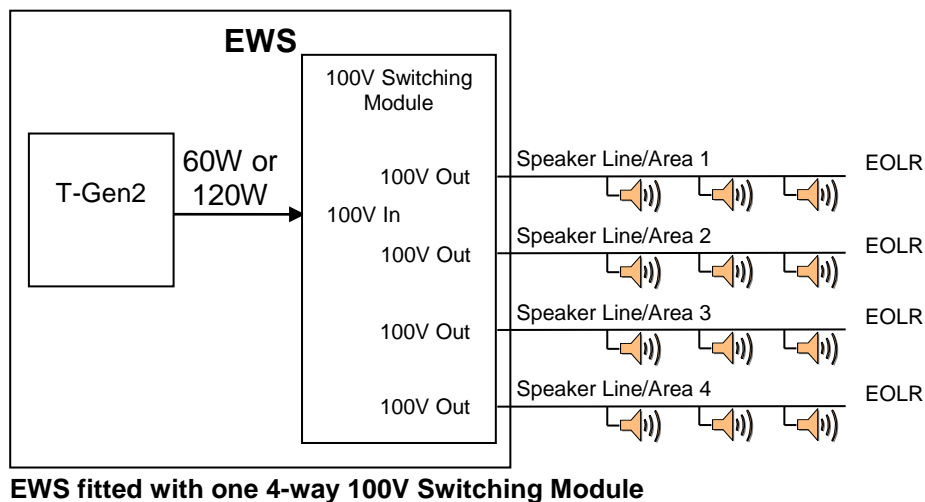 EWS
100V Switching
Module
T-Gen2
60W or
120W
100V In
100V Out
Speaker Line/Area 1
EOLR
100V Out
Speaker Line/Area 2
EOLR
100V Out
Speaker Line/Area 3
EOLR
100V Out
Speaker Line/Area 4
EOLR
EWS fitted with one 4-way 100V Switching Module